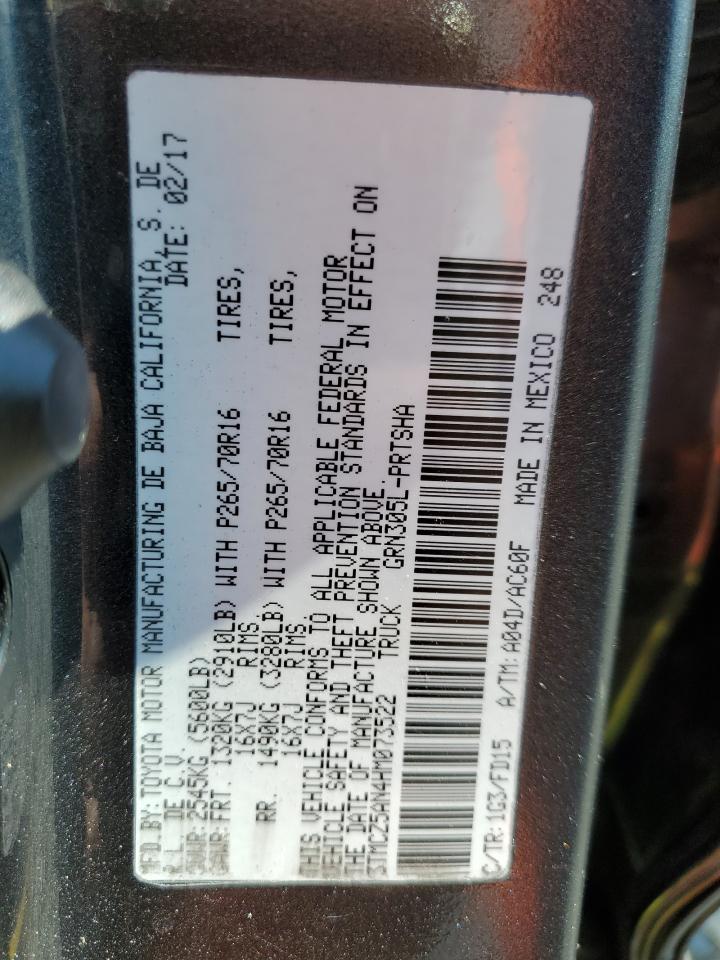 MFD.BY: TOYOTA MOTOR MANUFACTURING DE BAJA CALIFORNIA, S. DE
R.L. DE C.V. DATE: 02/17
GVWR: 2545KG (5600LB)
GAWR: FRT. 1320KG (2910LB) WITH P265/70R16 TIRES,
16X7J RIMS,
RR. 1490KG (3280LB) WITH P265/70R16 TIRES,
16X7J RIMS.
THIS VEHICLE CONFORMS TO ALL APPLICABLE FEDERAL MOTOR
VEHICLE SAFETY AND THEFT PREVENTION STANDARDS IN EFFECT ON
THE DATE OF MANUFACTURE SHOWN ABOVE.
3TMCZ5AN4HM073522 TRUCK GRN305L-PRTSHA
C/TR: 1G3/FD15 A/TM: A04D/AC60F MADE IN MEXICO 248